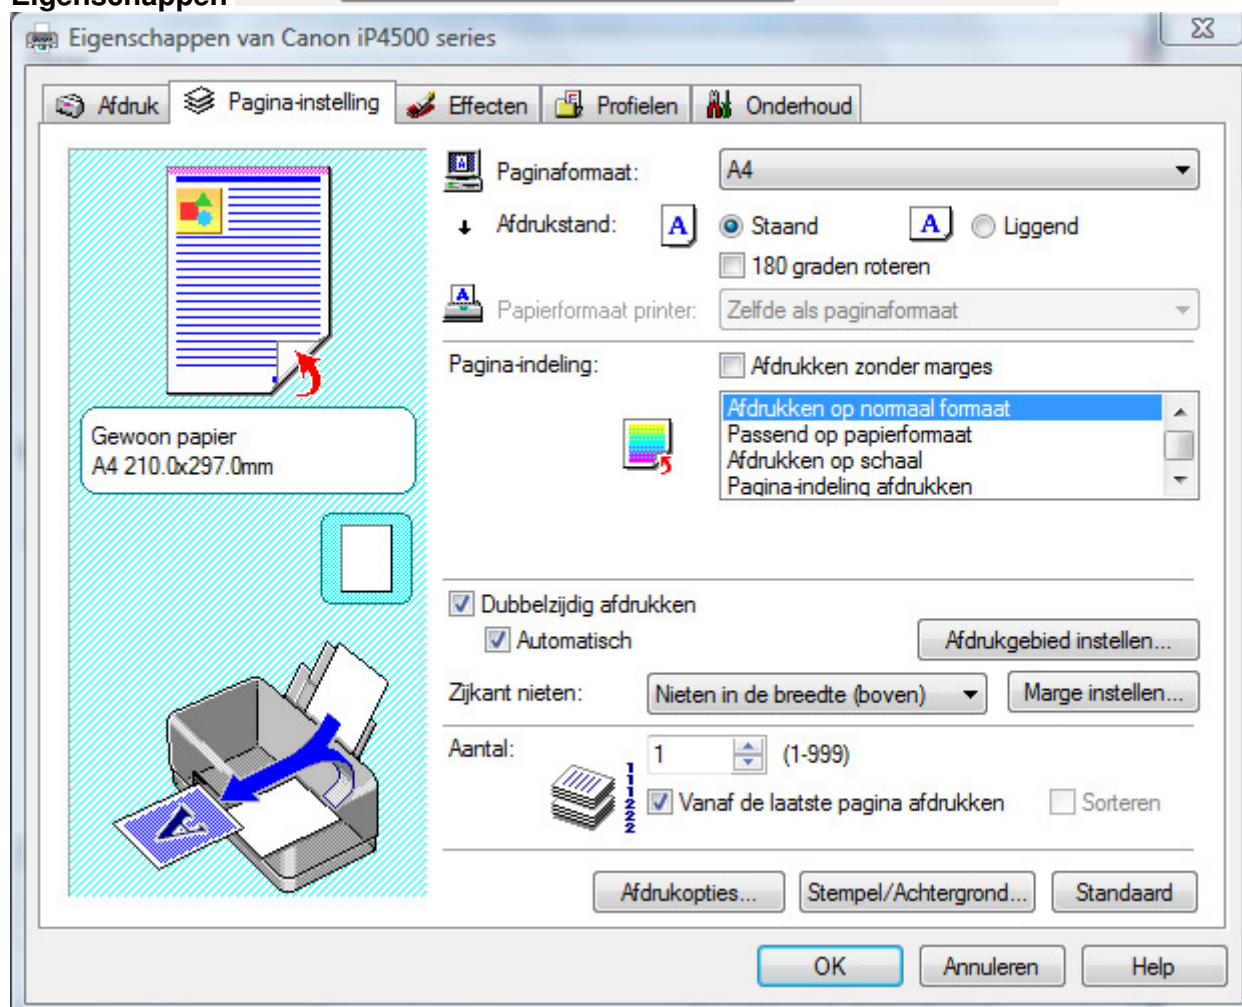 Eigenschappen
Eigenschappen van Canon iP4500 series
Afdruk Pagina-instelling Effecten Profielen Onderhoud
Paginaformaat: A4
Afdrukstand: A Staand A Liggend
180 graden roteren
Papierformaat printer: Zelfde als paginaformaat
Pagina-indeling: Afdrukken zonder marges
Afdrukken op normaal formaat
Passend op papierformaat
Afdrukken op schaal
Pagina-indeling afdrukken
Gewoon papier
A4 210.0x297.0mm
Dubbelzijdig afdrukken
Automatisch Afdrukgebied instellen...
Zijkant nieten: Nieten in de breedte (boven) Marge instellen...
Aantal: 1 (1-999)
Vanaf de laatste pagina afdrukken Sorteren
Afdrukopties... Stempel/Achtergrond... Standaard
OK Annuleren Help